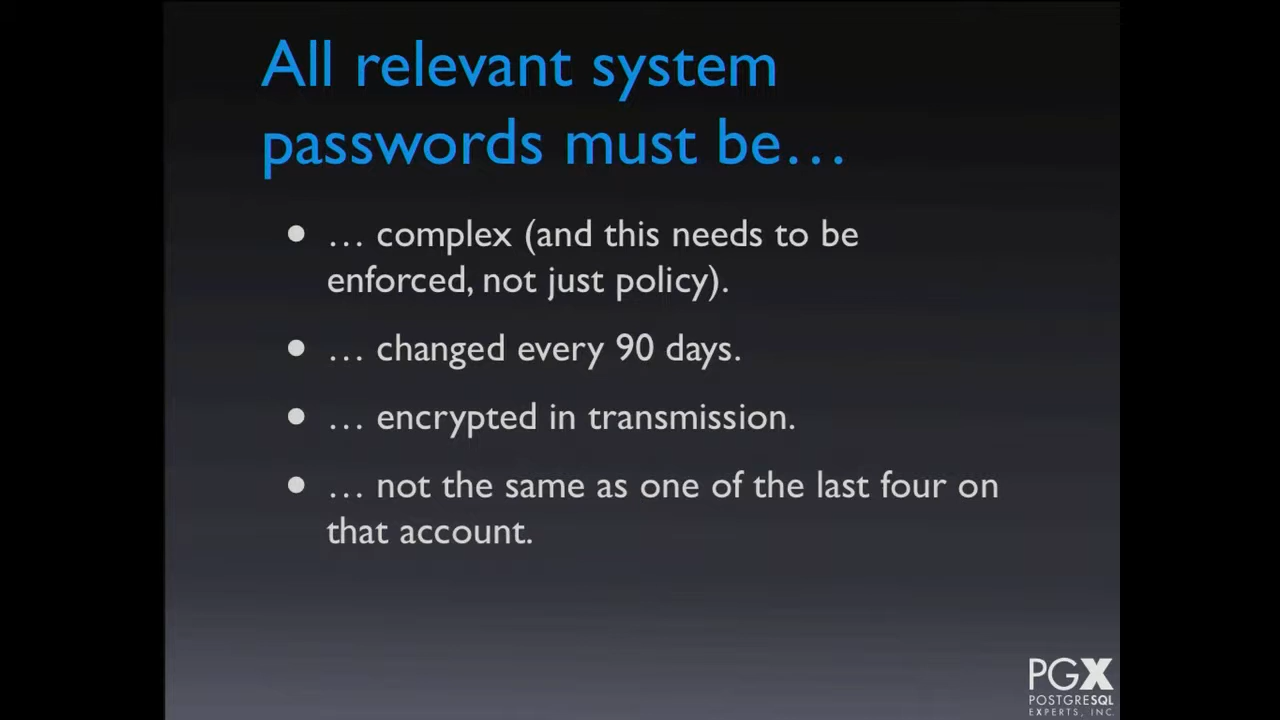 All relevant system
passwords must be…
• … complex (and this needs to be
enforced, not just policy).
• … changed every 90 days.
• … encrypted in transmission.
• … not the same as one of the last four on
that account.
PGX
POSTGRESQL
EXPERTS, INC.